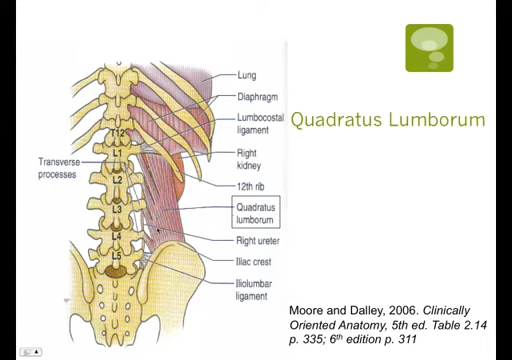 Quadratus Lumborum
Lung
Diaphragm
Lumbocostal
ligament
Right
kidney
12th rib
Quadratus
lumborum
Right ureter
Iliac crest
Iliolumbar
ligament
Transverse
processes
T12
L1
L2
L3
L4
L5
Moore and Dalley, 2006. Clinically
Oriented Anatomy, 5th ed. Table 2.14
p. 335; 6th edition p. 311